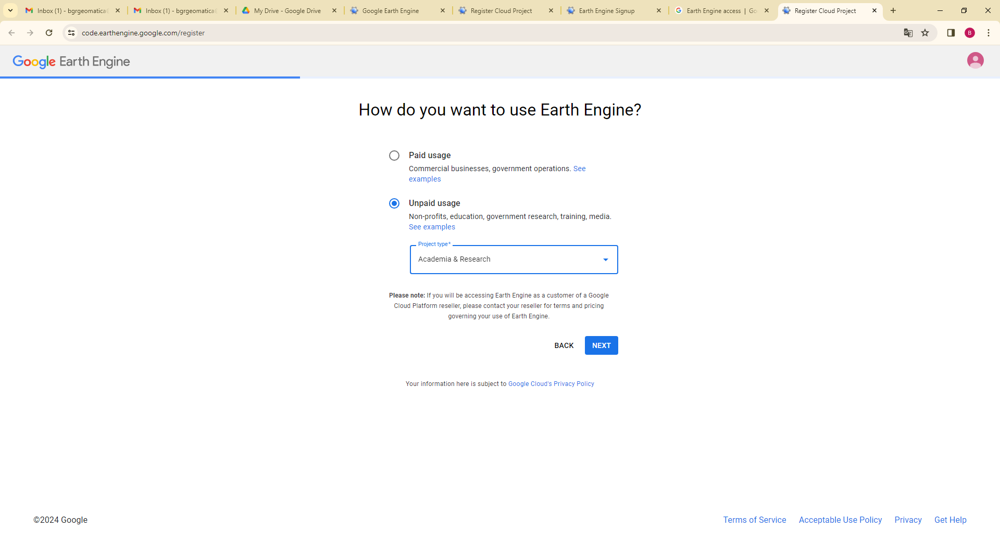 Inbox (1) - bgrgeomatica
Inbox (1) - bgrgeomatica
My Drive - Google Drive
Google Earth Engine
Register Cloud Project
Earth Engine Signup
Earth Engine access | Go
Register Cloud Project
code.earthengine.google.com/register
B
Google Earth Engine
How do you want to use Earth Engine?
Paid usage
Commercial businesses, government operations. See
examples
Unpaid usage
Non-profits, education, government research, training, media.
See examples
Project type*
Academia & Research
Please note: If you will be accessing Earth Engine as a customer of a Google
Cloud Platform reseller, please contact your reseller for terms and pricing
governing your use of Earth Engine.
BACK NEXT
Your information here is subject to Google Cloud's Privacy Policy
©2024 Google
Terms of Service Acceptable Use Policy Privacy Get Help